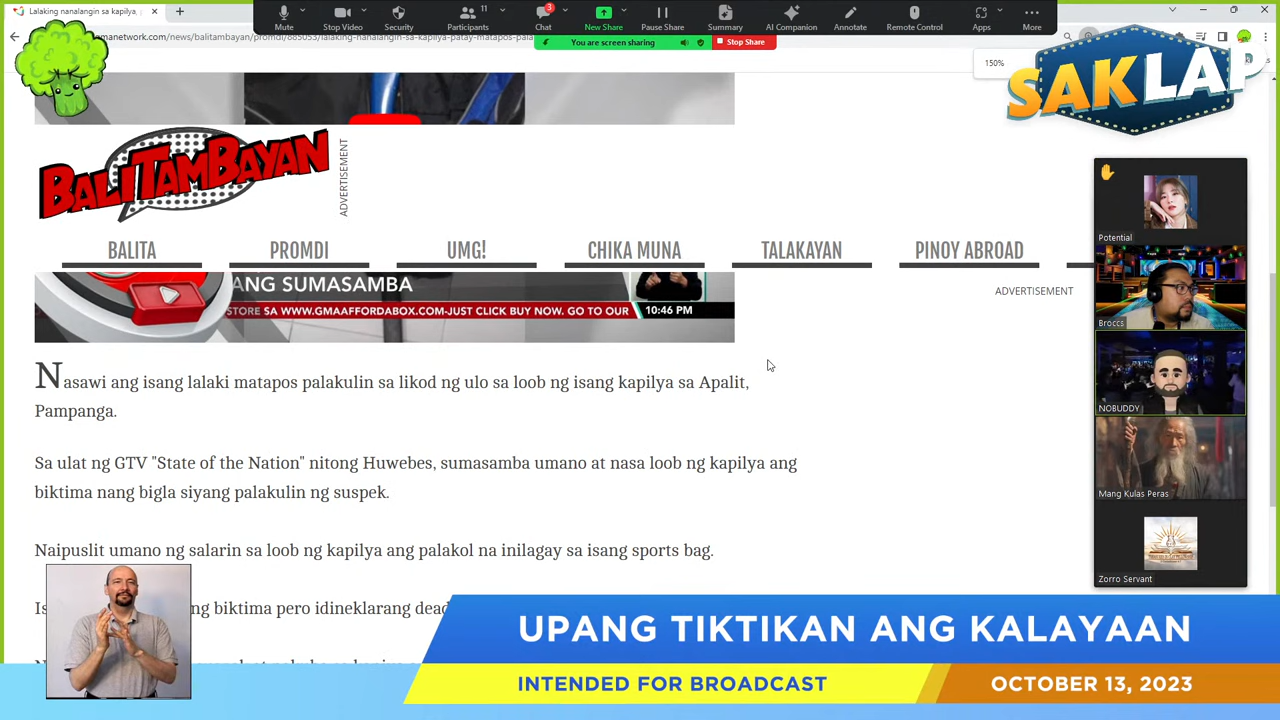 Lalaking nanalangin sa kapilya,
Mute
Stop Video
Security
Participants
11
Chat
3
New Share
Pause Share
Summary
AI Companion
Annotate
Remote Control
Apps
More
You are screen sharing
Stop Share
150%
SAKLAP
BALITAMBAYAN
ADVERTISEMENT
BALITA
PROMDI
UMG!
CHIKA MUNA
TALAKAYAN
PINOY ABROAD
ANG SUMASAMBA
STORE SA WWW.GMAAFFORDABOX.COM-JUST CLICK BUY NOW. GO TO OUR
10:46 PM
ADVERTISEMENT
Nasawi ang isang lalaki matapos palakulin sa likod ng ulo sa loob ng isang kapilya sa Apalit,
Pampanga.
Sa ulat ng GTV "State of the Nation" nitong Huwebes, sumasamba umano at nasa loob ng kapilya ang
biktima nang bigla siyang palakulin ng suspek.
Naipuslit umano ng salarin sa loob ng kapilya ang palakol na inilagay sa isang sports bag.
ng biktima pero idineklarang dead
Potential
Broccs
NOBUDDY
Mang Kulas Peras
Zorro Servant
UPANG TIKTIKAN ANG KALAYAAN
INTENDED FOR BROADCAST
OCTOBER 13, 2023